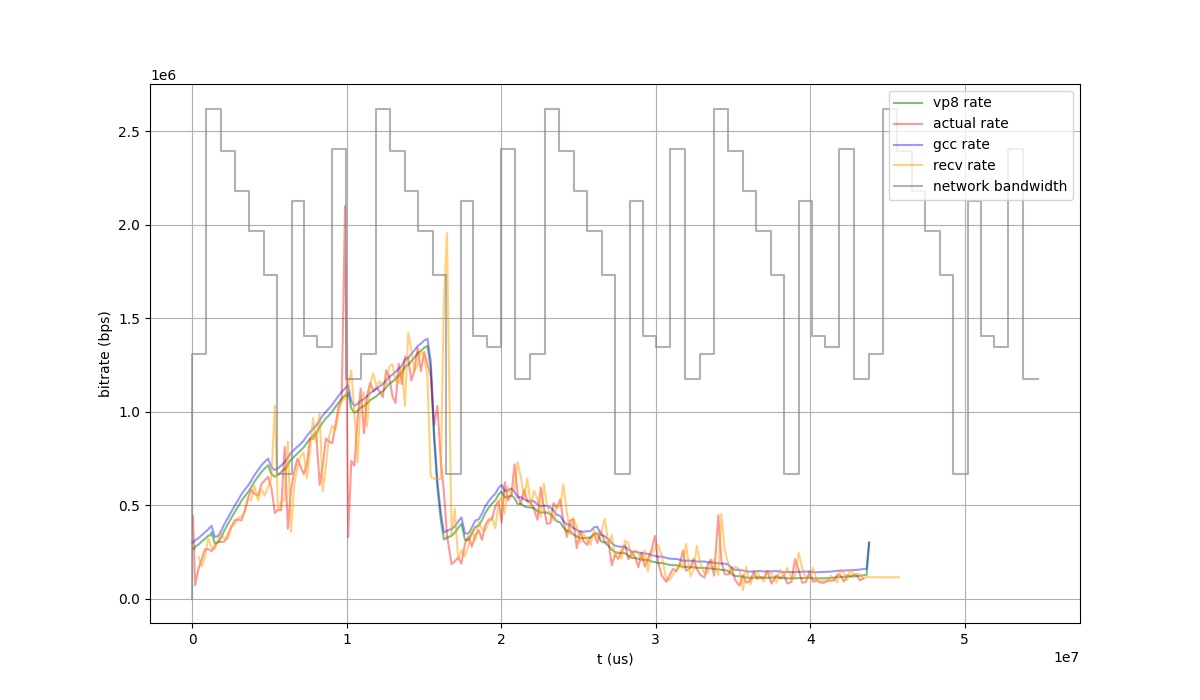 1e6
vp8 rate
actual rate
gcc rate
recv rate
network bandwidth
2.5
2.0
1.5
1.0
0.5
0.0
bitrate (bps)
0 1 2 3 4 5
t (us)
1e7